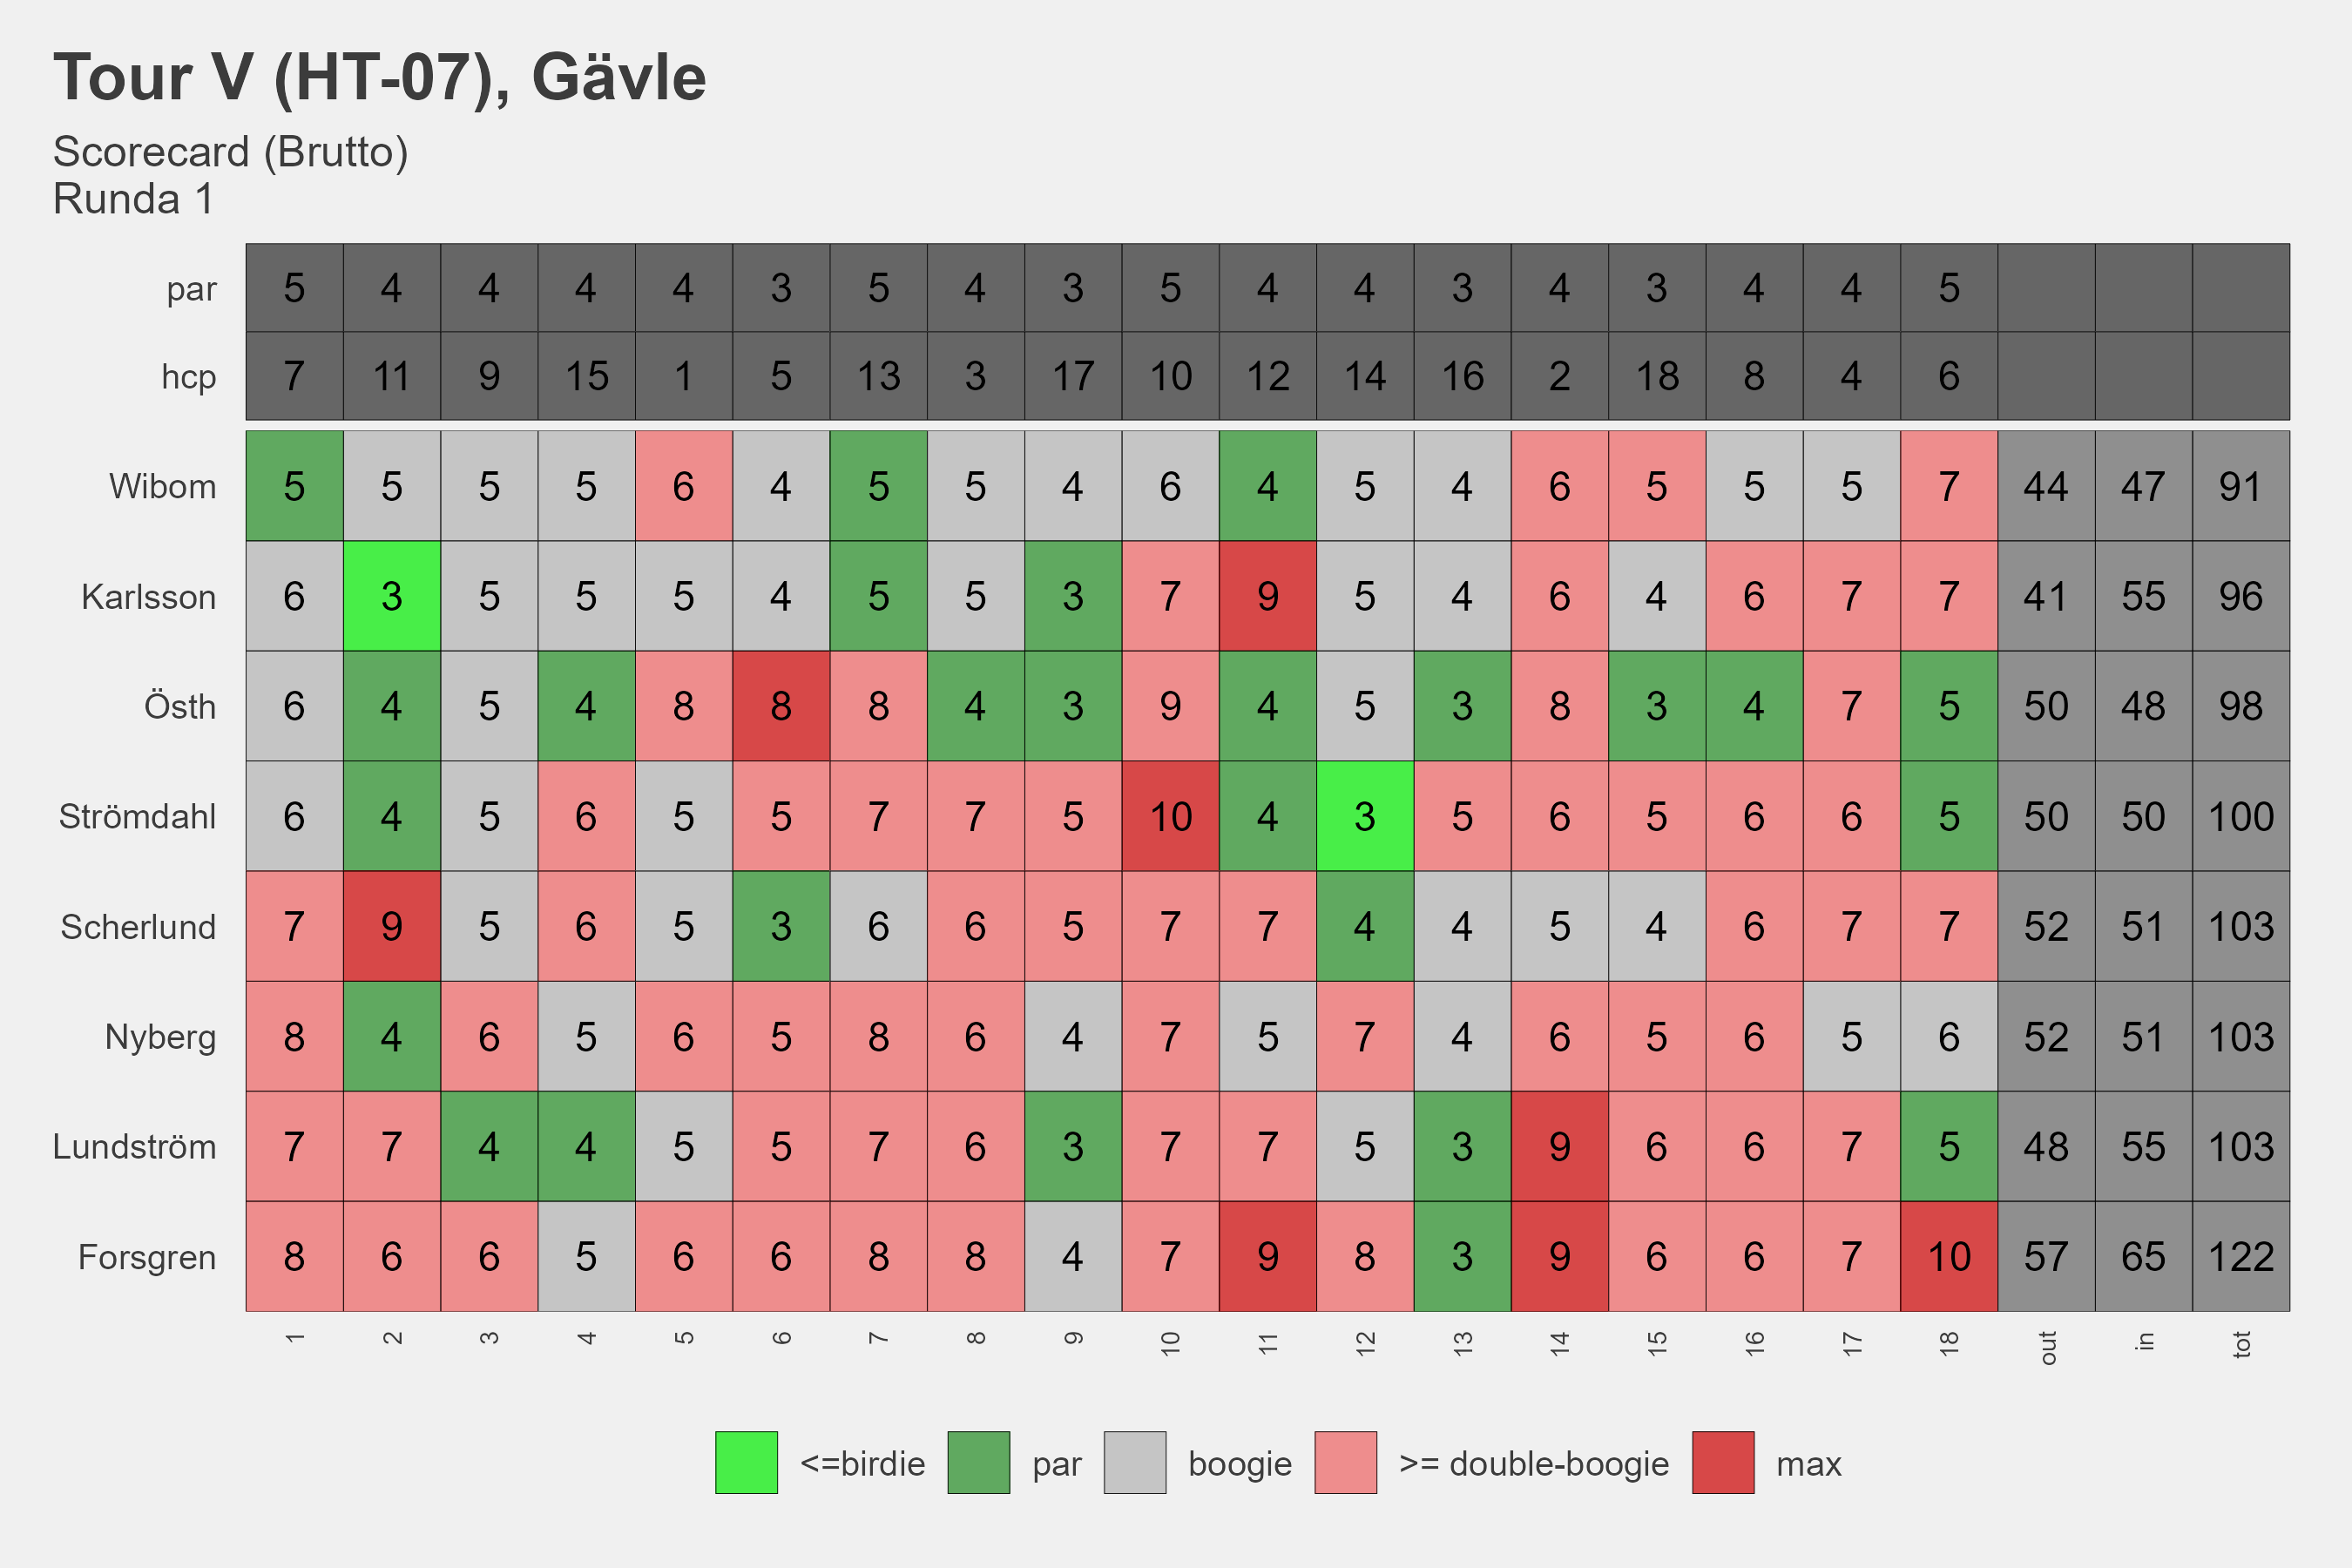 Tour V (HT-07), Gävle
Scorecard (Brutto)
Runda 1
par 5 4 4 4 4 3 5 4 3 5 4 4 3 4 3 4 4 5
hcp 7 11 9 15 1 5 13 3 17 10 12 14 16 2 18 8 4 6
Wibom 5 5 5 5 6 4 5 5 4 6 4 5 4 6 5 5 5 7 44 47 91
Karlsson 6 3 5 5 5 4 5 5 3 7 9 5 4 6 4 6 7 7 41 55 96
Östh 6 4 5 4 8 8 8 4 3 9 4 5 3 8 3 4 7 5 50 48 98
Strömdahl 6 4 5 6 5 5 7 7 5 10 4 3 5 6 5 6 6 5 50 50 100
Scherlund 7 9 5 6 5 3 6 6 5 7 7 4 4 5 4 6 7 7 52 51 103
Nyberg 8 4 6 5 6 5 8 6 4 7 5 7 4 6 5 6 5 6 52 51 103
Lundström 7 7 4 4 5 5 7 6 3 7 7 5 3 9 6 6 7 5 48 55 103
Forsgren 8 6 6 5 6 6 8 8 4 7 9 8 3 9 6 6 7 10 57 65 122
1 2 3 4 5 6 7 8 9 10 11 12 13 14 15 16 17 18 out in tot
<=birdie par boogie >= double-boogie max